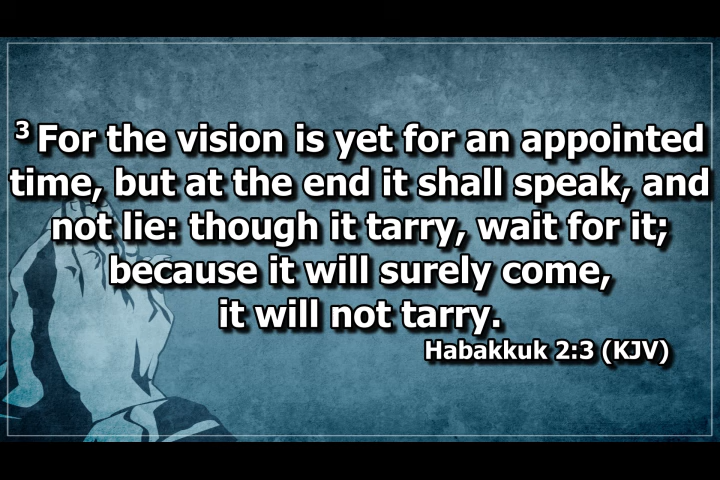 3 For the vision is yet for an appointed
time, but at the end it shall speak, and
not lie: though it tarry, wait for it;
because it will surely come,
it will not tarry.
Habakkuk 2:3 (KJV)